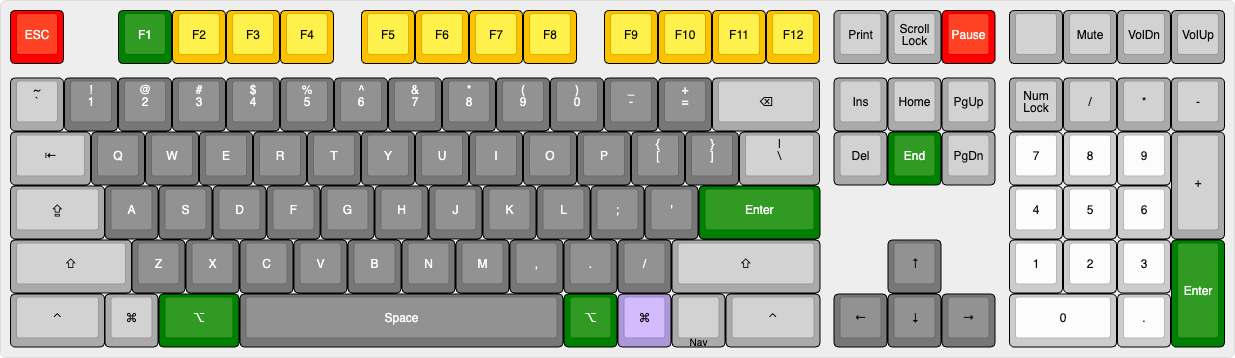 ESC F1 F2 F3 F4 F5 F6 F7 F8 F9 F10 F11 F12 Print Scroll Lock Pause Mute VolDn VolUp
~ ` ! 1 @ 2 # 3 $ 4 % 5 ^ 6 & 7 * 8 ( 9 ) 0 _ - + = ⌫ Ins Home PgUp Num Lock / * -
⇤ Q W E R T Y U I O P { [ } ] | \ Del End PgDn 7 8 9 +
⇪ A S D F G H J K L ; ' Enter 4 5 6
⇧ Z X C V B N M , . / ⇧ ↑ 1 2 3 Enter
^ ⌘ ⌥ Space ⌥ ⌘ Nav ^ ← ↓ → 0 .